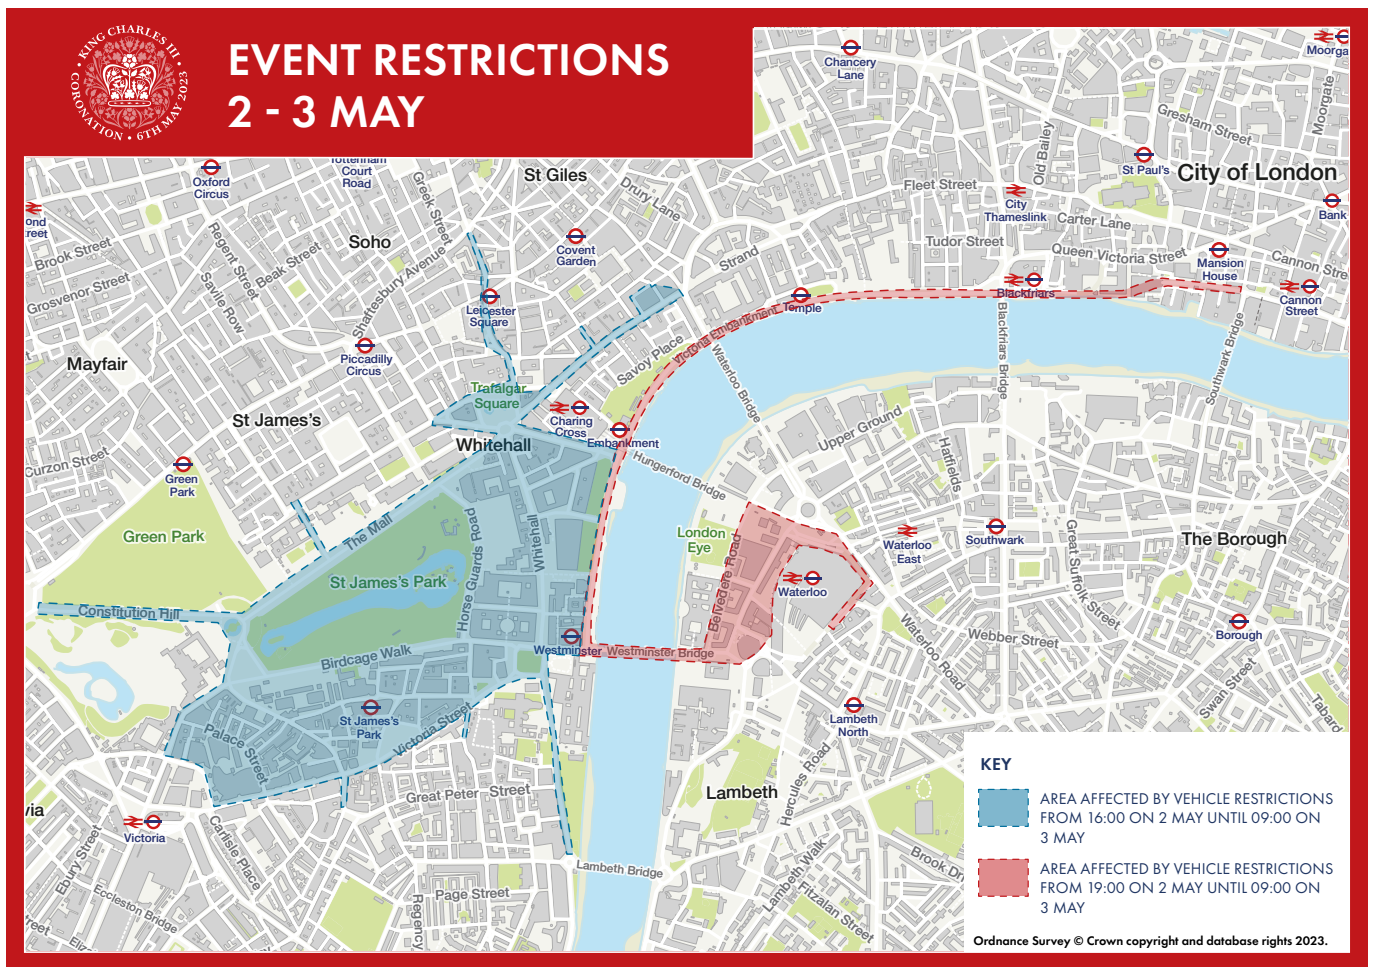 KING CHARLES III
CORONATION • 6TH MAY 2023
EVENT RESTRICTIONS
2 - 3 MAY
Chancery
Lane
Moorga
Moorgate
Gresham Street
Old Bailey
St Paul's
City of London
Oxford
Circus
Tottenham
Court
Road
St Giles
Drury Lane
Greek Street
Fleet Street
City
Thameslink
Carter Lane
Bank
ond
treet
Brook Street
Regent Street
Soho
Beak Street
Covent
Garden
Strand
Tudor Street
Queen Victoria Street
Mansion
House
Cannon Stre
Grosvenor Street
Savile Row
Shaftesbury Avenue
Leicester
Square
Temple
Blackfriars
Cannon
Street
Mayfair
Piccadilly
Circus
Savoy Place
Victoria Embankment
Waterloo Bridge
Blackfriars Bridge
Southwark Bridge
Trafalgar
Square
St James's
Charing
Cross
Embankment
Whitehall
Upper Ground
Hatfields
Curzon Street
Green
Park
Hungerford Bridge
Green Park
The Mall
Horse Guards Road
Whitehall
London
Eye
Belvedere Road
Waterloo
East
Southwark
Great Suffolk Street
The Borough
St James's Park
Waterloo
Constitution Hill
Birdcage Walk
Westminster
Westminster Bridge
Waterloo Road
Webber Street
Borough
Swan Street
Tabard
St James's
Park
Palace Street
Victoria Street
Lambeth
North
Hercules Road
Great Peter Street
Lambeth
via
Victoria
Carlisle Place
Ebury Street
Eccleston Bridge
treet
Page Street
Regency
Lambeth Bridge
Lambeth Walk
Fitzalan Street
Brook Dr
KEY
AREA AFFECTED BY VEHICLE RESTRICTIONS
FROM 16:00 ON 2 MAY UNTIL 09:00 ON
3 MAY
AREA AFFECTED BY VEHICLE RESTRICTIONS
FROM 19:00 ON 2 MAY UNTIL 09:00 ON
3 MAY
Ordnance Survey © Crown copyright and database rights 2023.